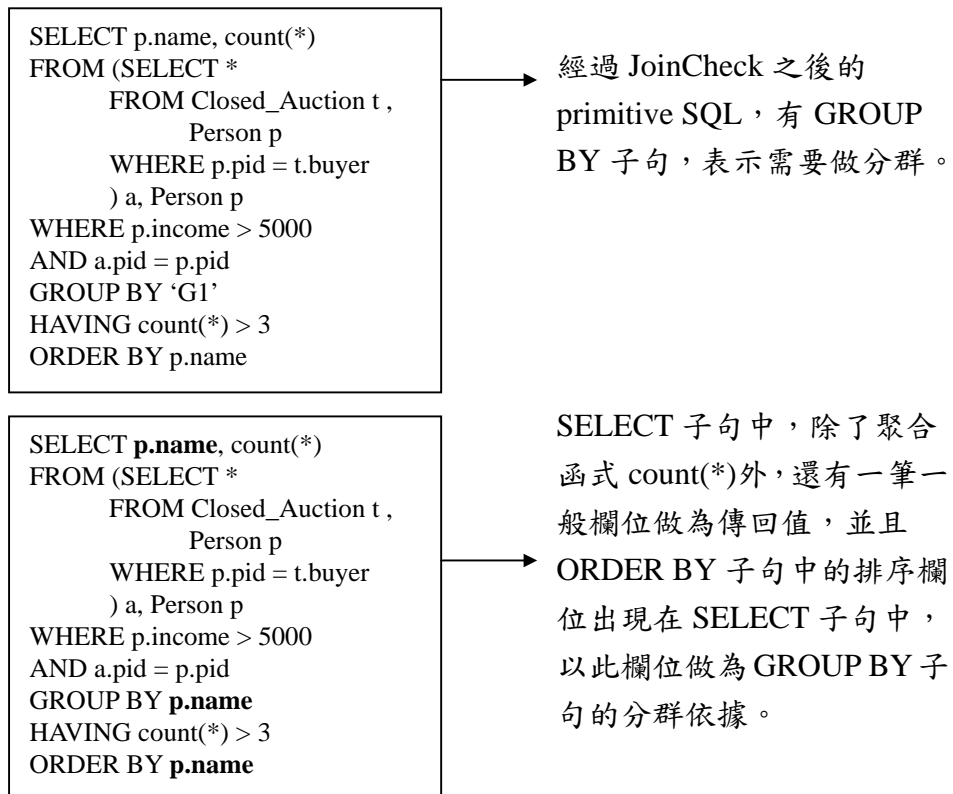 SELECT p.name, count(*)
FROM (SELECT *
FROM Closed_Auction t ,
Person p
WHERE p.pid = t.buyer
) a, Person p
WHERE p.income > 5000
AND a.pid = p.pid
GROUP BY ‘G1’
HAVING count(*) > 3
ORDER BY p.name
經過 JoinCheck 之後的
primitive SQL，有 GROUP
BY 子句，表示需要做分群。
SELECT p.name, count(*)
FROM (SELECT *
FROM Closed_Auction t ,
Person p
WHERE p.pid = t.buyer
) a, Person p
WHERE p.income > 5000
AND a.pid = p.pid
GROUP BY p.name
HAVING count(*) > 3
ORDER BY p.name
SELECT 子句中，除了聚合
函式 count(*)外，還有一筆一
般欄位做為傳回值，並且
ORDER BY 子句中的排序欄
位出現在 SELECT 子句中，
以此欄位做為 GROUP BY 子
句的分群依據。